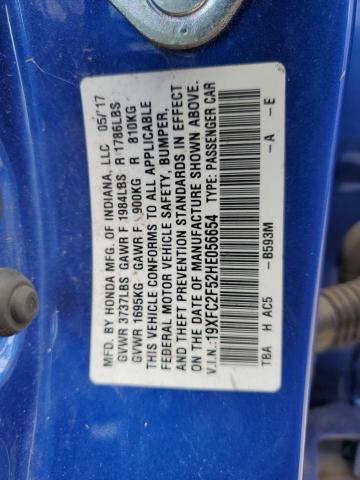 MFD. BY HONDA MFG. OF INDIANA, LLC 05/'17
GVWR 3737LBS GAWR F 1984LBS R 1786LBS
GVWR 1695KG GAWR F 900KG R 810KG
THIS VEHICLE CONFORMS TO ALL APPLICABLE
FEDERAL MOTOR VEHICLE SAFETY, BUMPER,
AND THEFT PREVENTION STANDARDS IN EFFECT
ON THE DATE OF MANUFACTURE SHOWN ABOVE.
V.I.N.: 19XFC2F52HE056654 TYPE: PASSENGER CAR
TBA H AC5 -B593M -A -E